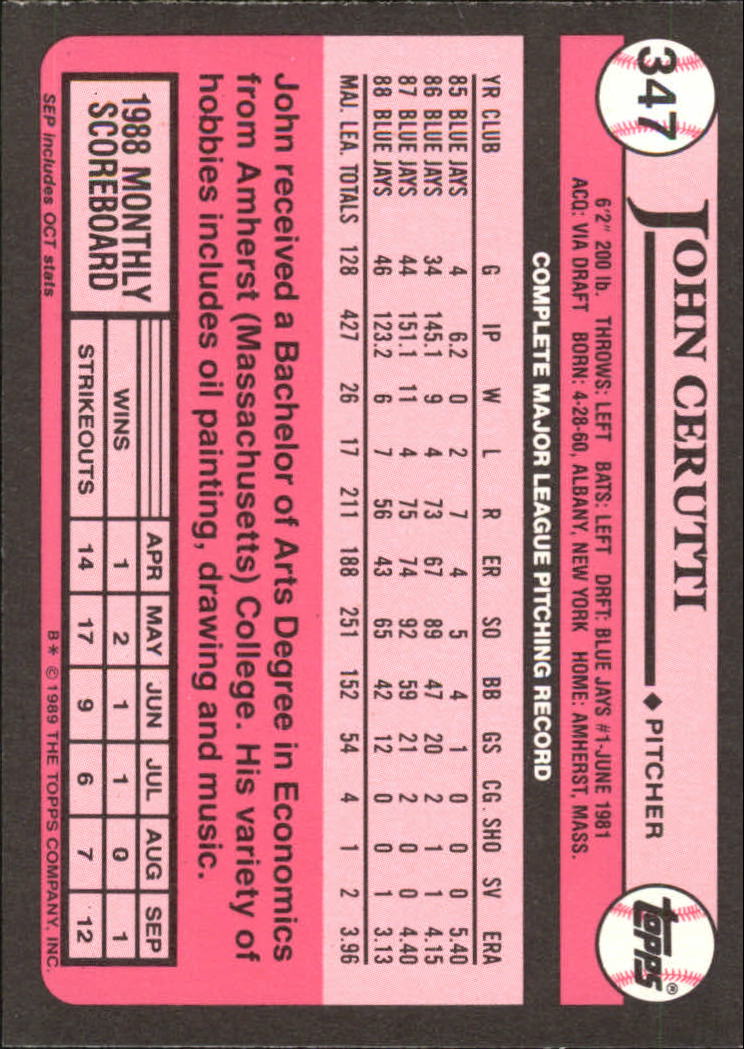 347
JOHN CERUTTI
◆ PITCHER
TOPPS®
6'2" 200 lb. THROWS: LEFT BATS: LEFT DRFT: BLUE JAYS #1-JUNE 1981
ACQ: VIA DRAFT BORN: 4-28-60, ALBANY, NEW YORK HOME: AMHERST, MASS.
COMPLETE MAJOR LEAGUE PITCHING RECORD
YR CLUB G IP W L R ER SO BB GS CG. SHO SV ERA
85 BLUE JAYS 4 6.2 0 2 7 4 5 4 1 0 0 0 5.40
86 BLUE JAYS 34 145.1 9 4 73 67 89 47 20 2 1 1 4.15
87 BLUE JAYS 44 151.1 11 4 75 74 92 59 21 2 0 0 4.40
88 BLUE JAYS 46 123.2 6 7 56 43 65 42 12 0 0 1 3.13
MAJ. LEA. TOTALS 128 427 26 17 211 188 251 152 54 4 1 2 3.96
John received a Bachelor of Arts Degree in Economics
from Amherst (Massachusetts) College. His variety of
hobbies includes oil painting, drawing and music.
1988 MONTHLY
SCOREBOARD
APR MAY JUN JUL AUG SEP
WINS 1 2 1 1 0 1
STRIKEOUTS 14 17 9 6 7 12
SEP includes OCT stats
B* © 1989 THE TOPPS COMPANY, INC.